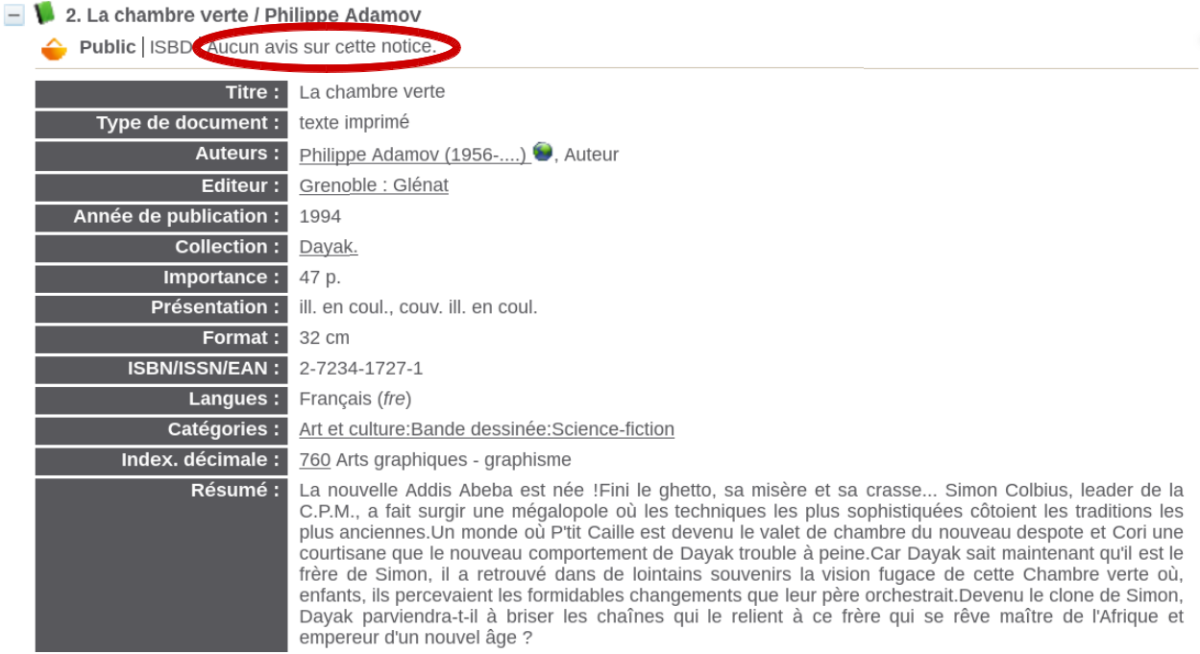 2. La chambre verte / Philippe Adamov
Public | ISBD Aucun avis sur cette notice.
Titre : La chambre verte
Type de document : texte imprimé
Auteurs : Philippe Adamov (1956-....) , Auteur
Editeur : Grenoble : Glénat
Année de publication : 1994
Collection : Dayak.
Importance : 47 p.
Présentation : ill. en coul., couv. ill. en coul.
Format : 32 cm
ISBN/ISSN/EAN : 2-7234-1727-1
Langues : Français (fre)
Catégories : Art et culture:Bande dessinée:Science-fiction
Index. décimale : 760 Arts graphiques - graphisme
Résumé : La nouvelle Addis Abeba est née !Fini le ghetto, sa misère et sa crasse... Simon Colbius, leader de la
C.P.M., a fait surgir une mégalopole où les techniques les plus sophistiquées côtoient les traditions les
plus anciennes.Un monde où P'tit Caille est devenu le valet de chambre du nouveau despote et Cori une
courtisane que le nouveau comportement de Dayak trouble à peine.Car Dayak sait maintenant qu'il est le
frère de Simon, il a retrouvé dans de lointains souvenirs la vision fugace de cette Chambre verte où,
enfants, ils percevaient les formidables changements que leur père orchestrait.Devenu le clone de Simon,
Dayak parviendra-t-il à briser les chaînes qui le relient à ce frère qui se rêve maître de l'Afrique et
empereur d'un nouvel âge ?